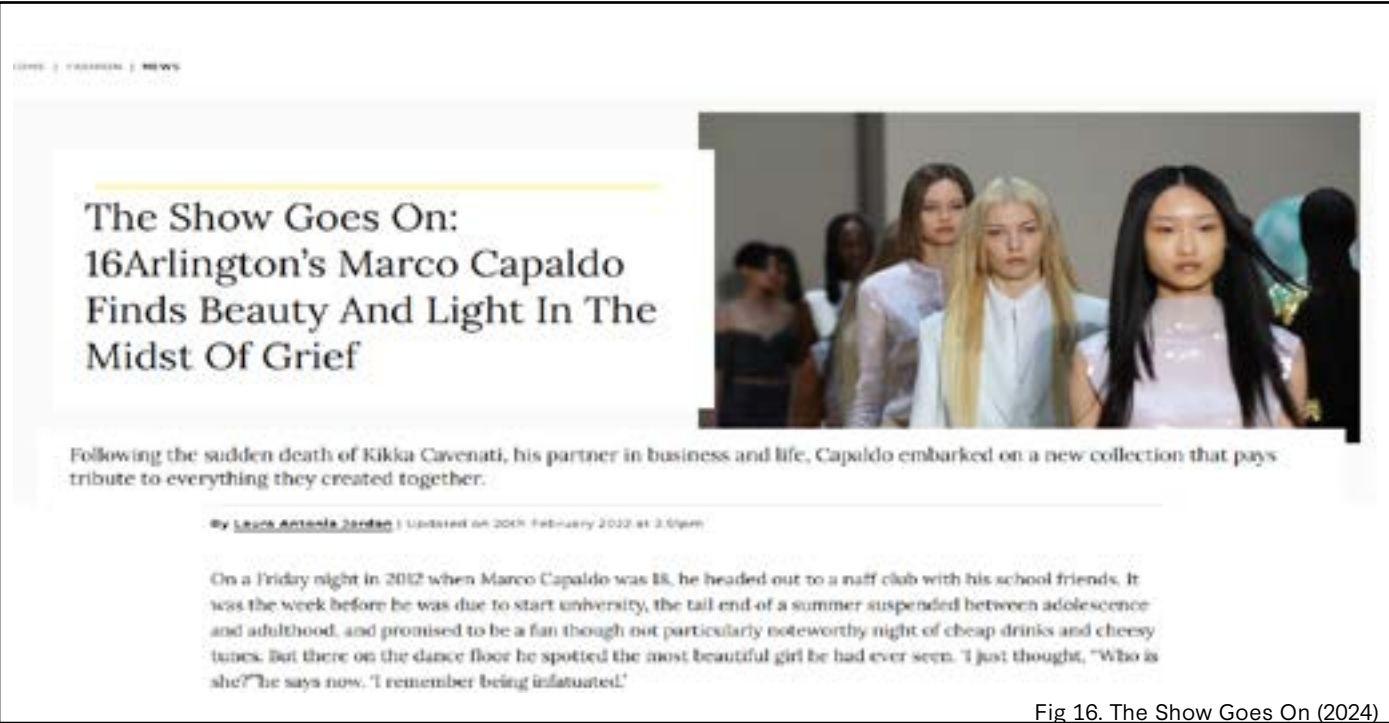 HOME | FASHION | NEWS
The Show Goes On:
16Arlington's Marco Capaldo
Finds Beauty And Light In The
Midst Of Grief
Following the sudden death of Kikka Cavenati, his partner in business and life, Capaldo embarked on a new collection that pays
tribute to everything they created together.
By Laura Antonia Jordan | Updated on 20th February 2022 at
On a Friday night in 2012 when Marco Capaldo was 18, he headed out to a naff club with his school friends. It
was the week before he was due to start university, the tail end of a summer suspended between adolescence
and adulthood, and promised to be a fun though not particularly noteworthy night of cheap drinks and cheesy
tunes. But there on the dance floor he spotted the most beautiful girl he had ever seen. 'I just thought, "Who is
she?"' he says now. 'I remember being infatuated.'
Fig 16. The Show Goes On (2024)